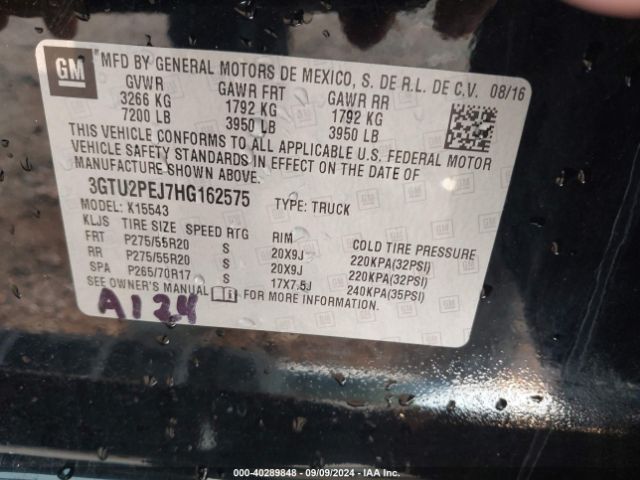 GM
MFD BY GENERAL MOTORS DE MEXICO, S. DE R.L. DE C.V. 08/16
GVWR GAWR FRT GAWR RR
3266 KG 1792 KG 1792 KG
7200 LB 3950 LB 3950 LB
THIS VEHICLE CONFORMS TO ALL APPLICABLE U.S. FEDERAL MOTOR
VEHICLE SAFETY STANDARDS IN EFFECT ON THE DATE OF
MANUFACTURE SHOWN ABOVE.
3GTU2PEJ7HG162575 TYPE: TRUCK
MODEL: K15543
KLJS TIRE SIZE SPEED RTG RIM COLD TIRE PRESSURE
FRT P275/55R20 S 20X9J 220KPA(32PSI)
RR P275/55R20 S 20X9J 220KPA(32PSI)
SPA P265/70R17 S 17X7.5J 240KPA(35PSI)
SEE OWNER'S MANUAL FOR MORE INFORMATION.
A124
000-40289848 - 09/09/2024 - IAA Inc. / All Rights Reserved.